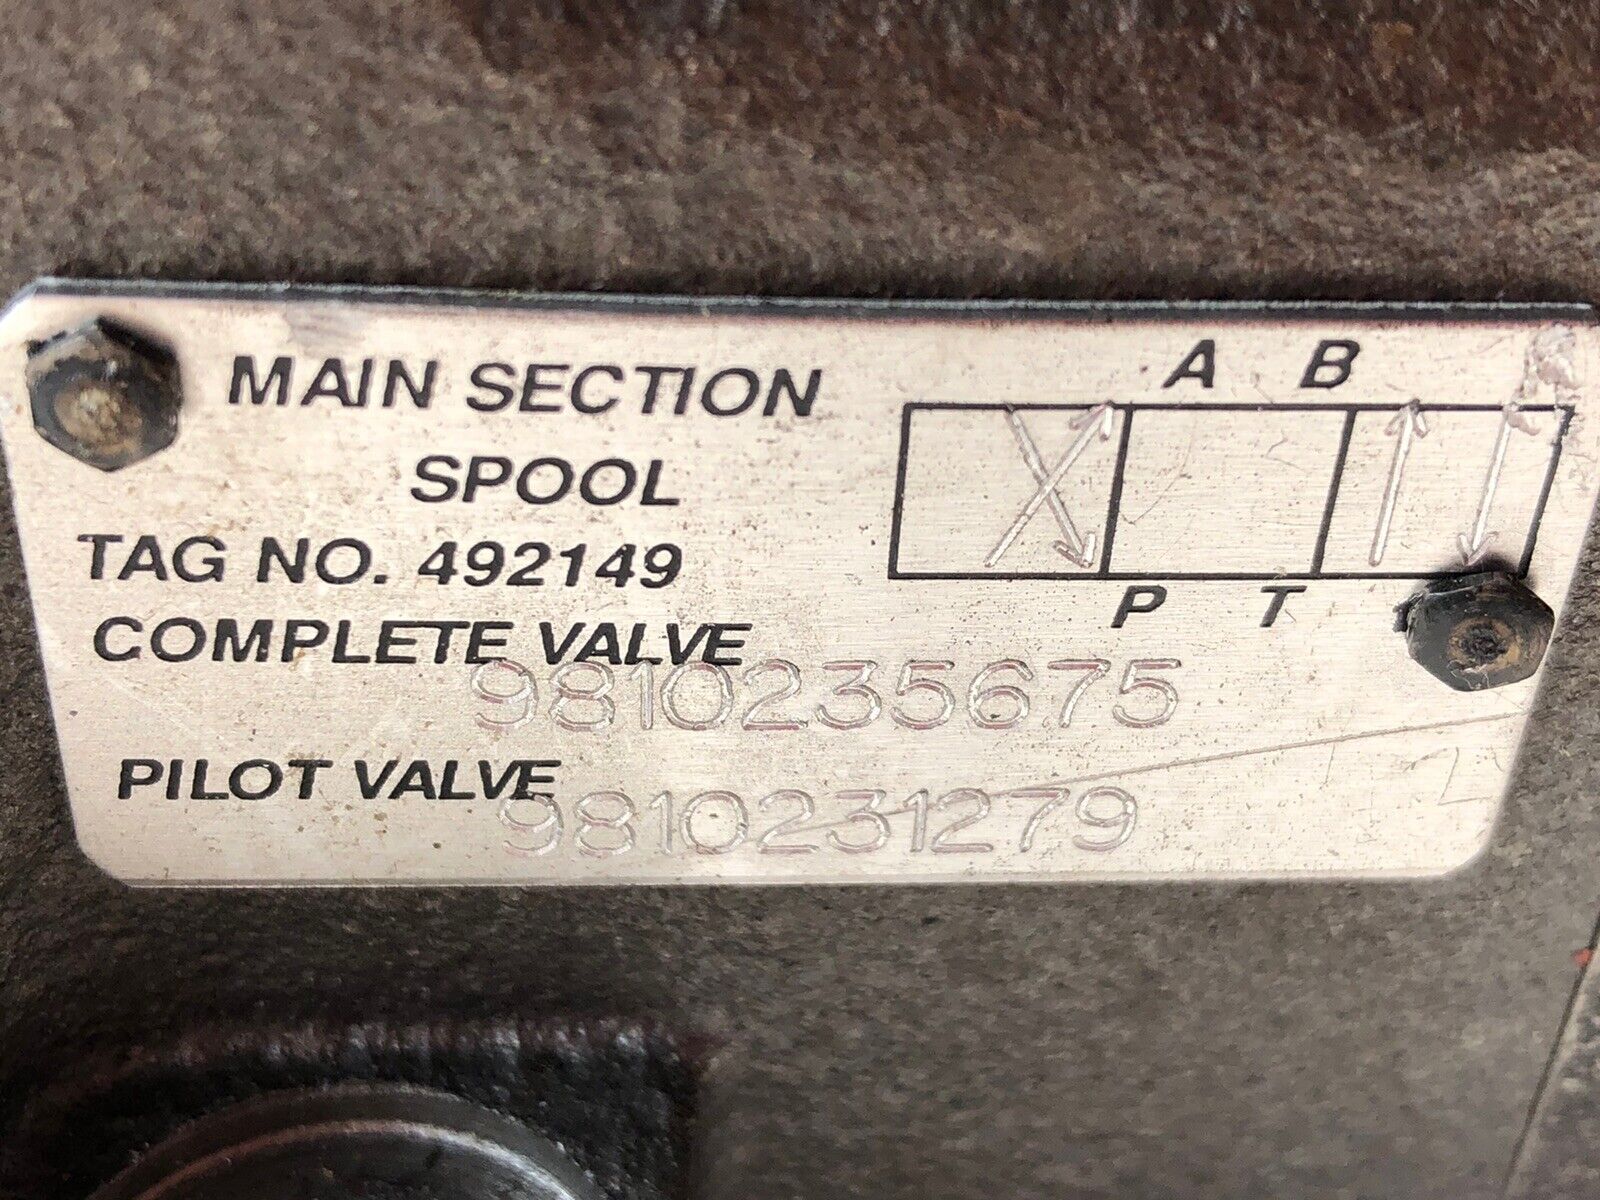 MAIN SECTION
SPOOL
A B
P T
TAG NO. 492149
COMPLETE VALVE
9810235675
PILOT VALVE
9810231279